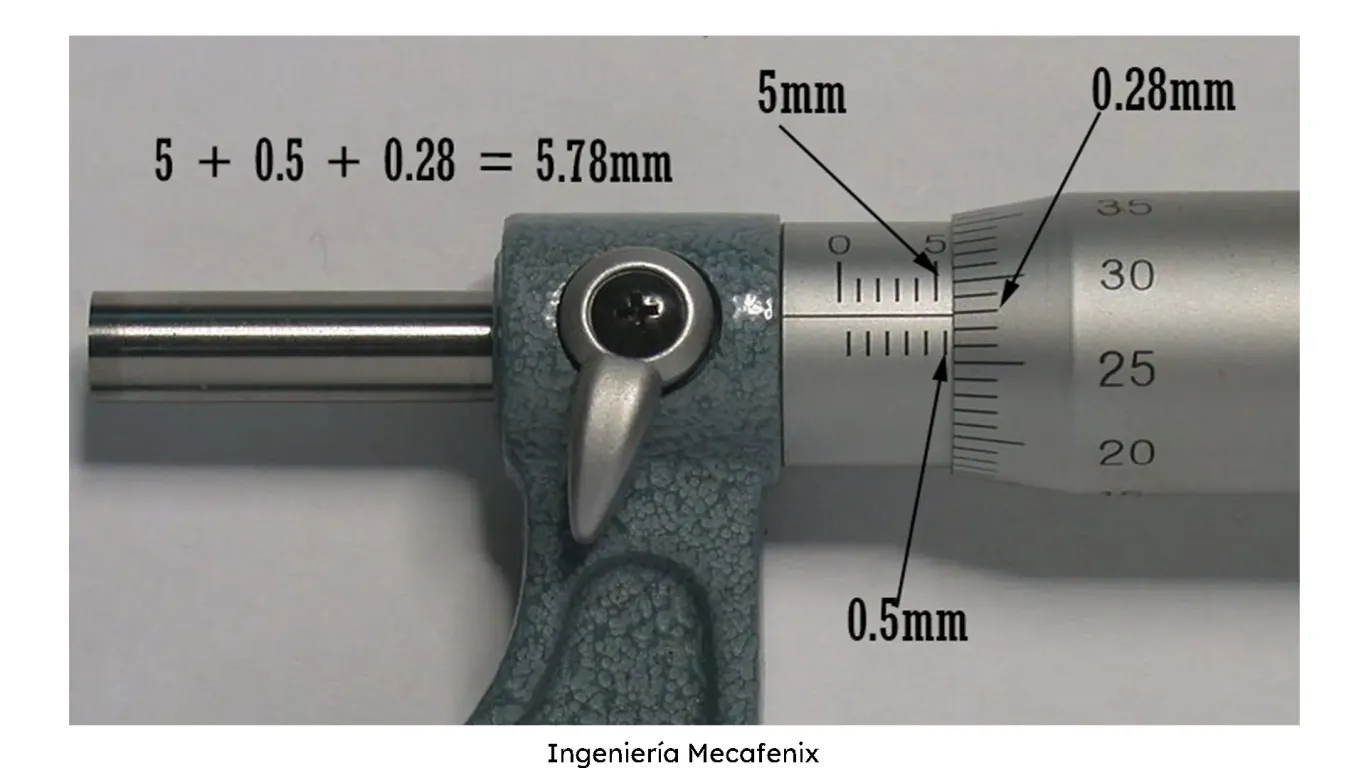 5mm
0.28mm
5 + 0.5 + 0.28 = 5.78mm
0 5
35
30
25
20
0.5mm
Ingeniería Mecafenix